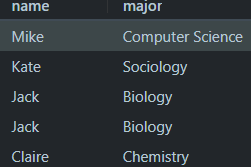 name major
Mike Computer Science
Kate Sociology
Jack Biology
Jack Biology
Claire Chemistry